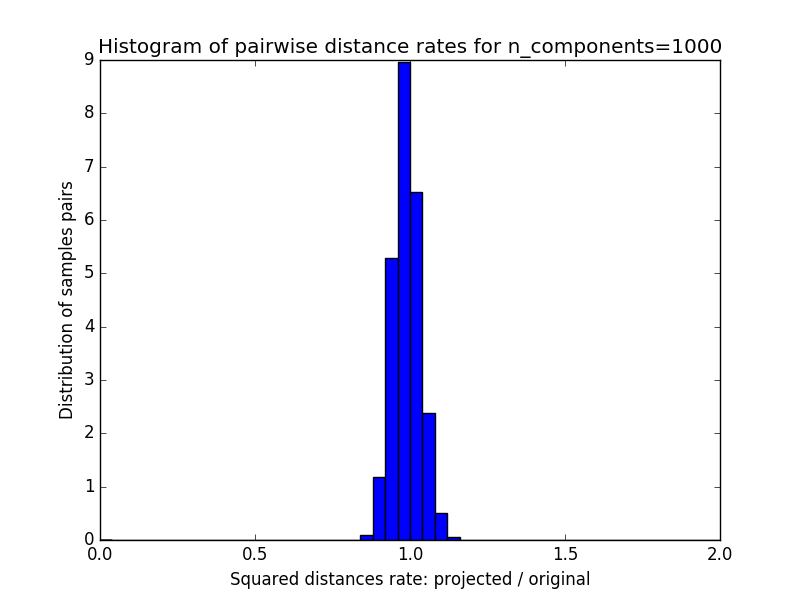 Histogram of pairwise distance rates for n_components=1000
9
8
7
6
5
4
3
2
1
0
Distribution of samples pairs
0.0 0.5 1.0 1.5 2.0
Squared distances rate: projected / original